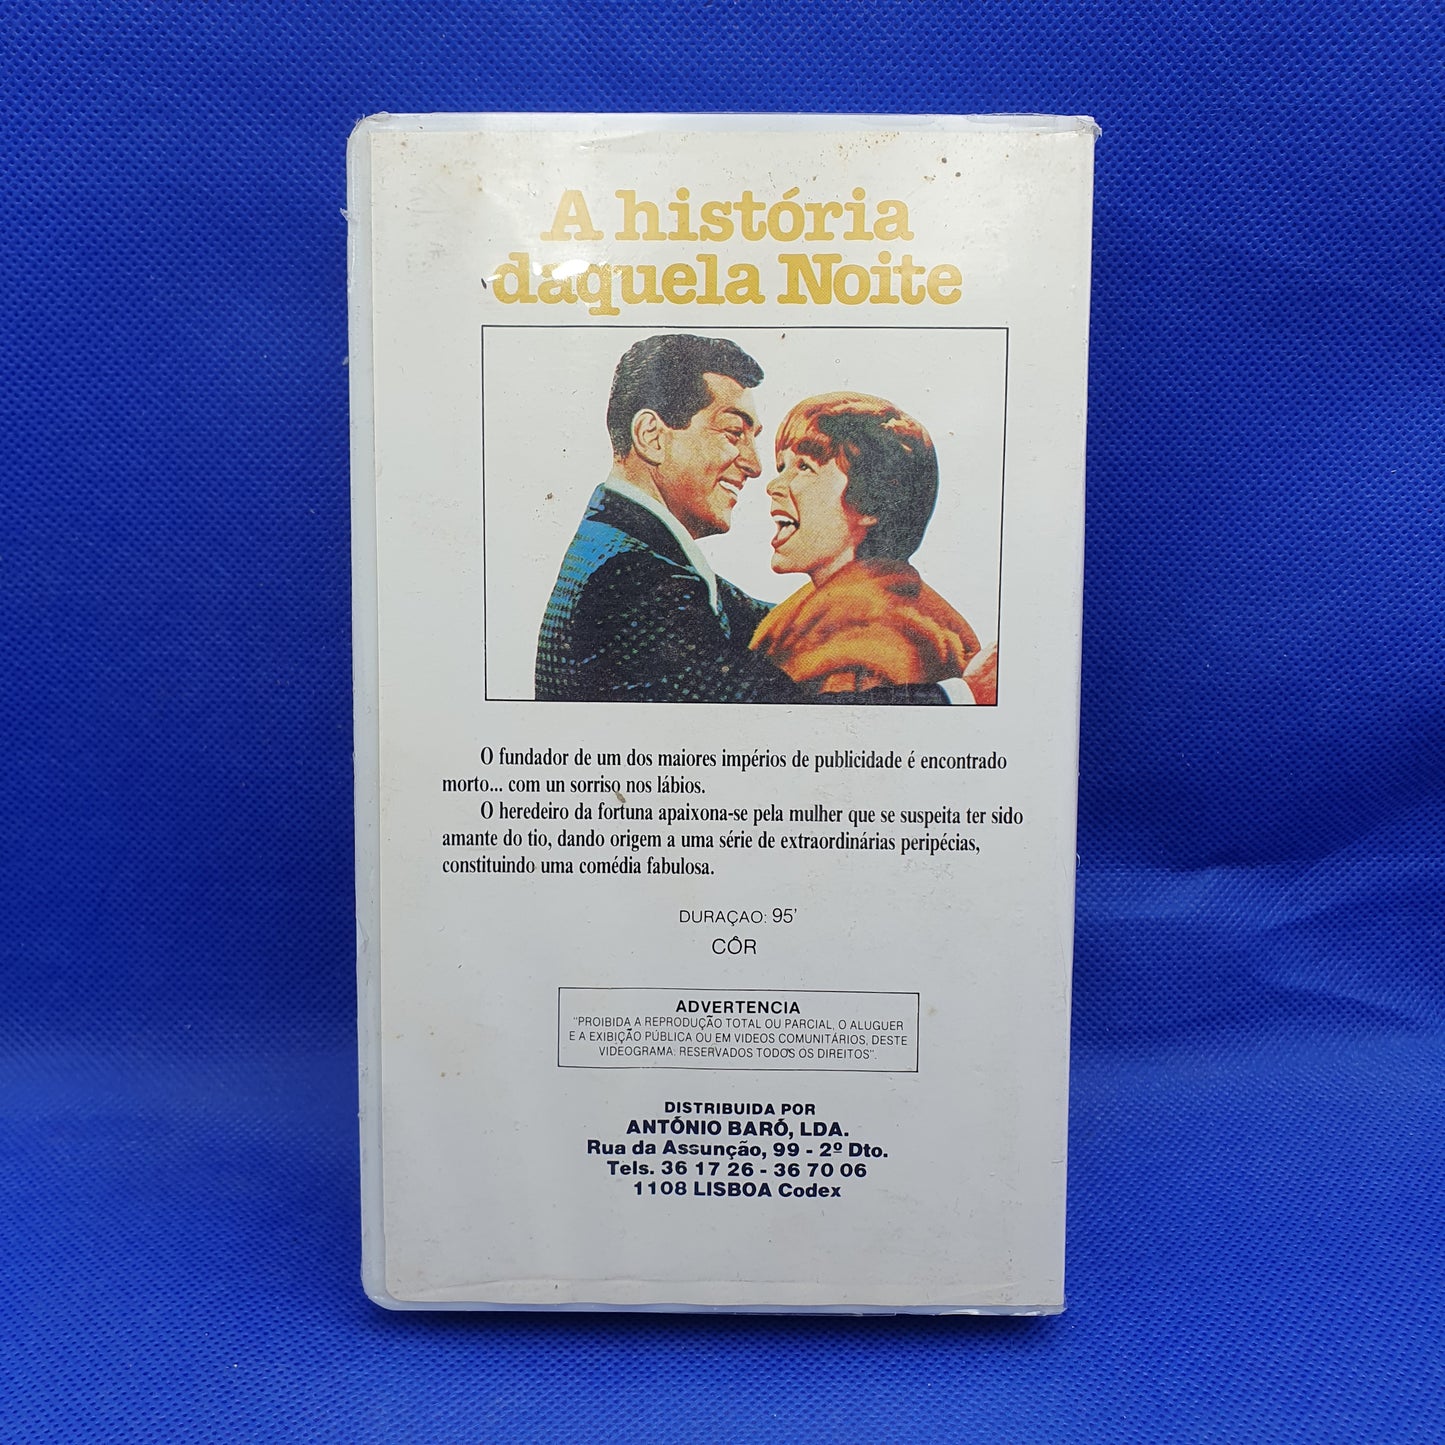 A história
daquela Noite
O fundador de um dos maiores impérios de publicidade é encontrado
morto... com un sorriso nos lábios.
O heredeiro da fortuna apaixona-se pela mulher que se suspeita ter sido
amante do tio, dando origem a uma série de extraordinárias peripécias,
constituindo uma comédia fabulosa.
DURAÇAO: 95'
CÔR
ADVERTENCIA
"PROIBIDA A REPRODUÇÃO TOTAL OU PARCIAL, O ALUGUER
E A EXIBIÇÃO PÚBLICA OU EM VIDEOS COMUNITÁRIOS, DESTE
VIDEOGRAMA. RESERVADOS TODOS OS DIREITOS".
DISTRIBUIDA POR
ANTÓNIO BARÓ, LDA.
Rua da Assunção, 99 - 2º Dto.
Tels. 36 17 26 - 36 70 06
1108 LISBOA Codex